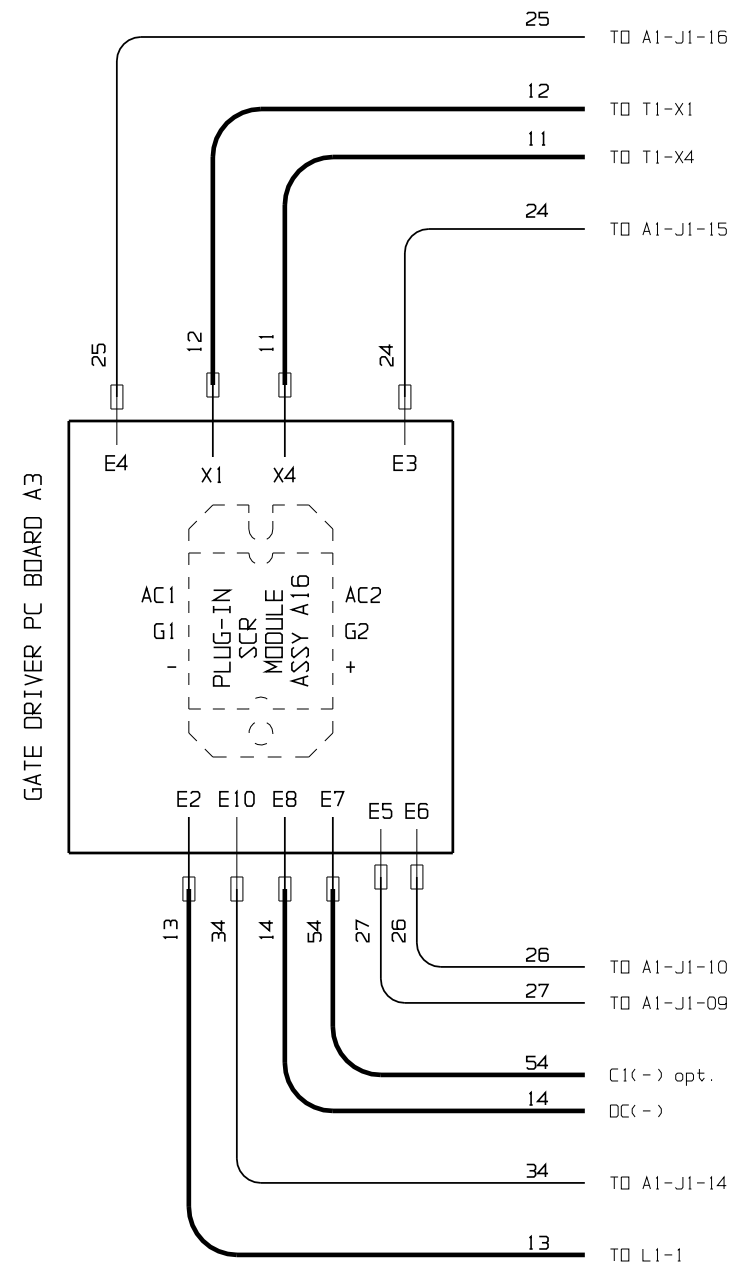 25
TO A1-J1-16
12
TO T1-X1
11
TO T1-X4
24
TO A1-J1-15
25
12
11
24
E4
X1
X4
E3
GATE DRIVER PC BOARD A3
AC1
G1
-
PLUG-IN
SCR
MODULE
ASSY A16
AC2
G2
+
E2
E10
E8
E7
E5
E6
13
34
14
54
27
26
26
TO A1-J1-10
27
TO A1-J1-09
54
C1(-) opt.
14
DC(-)
34
TO A1-J1-14
13
TO L1-1